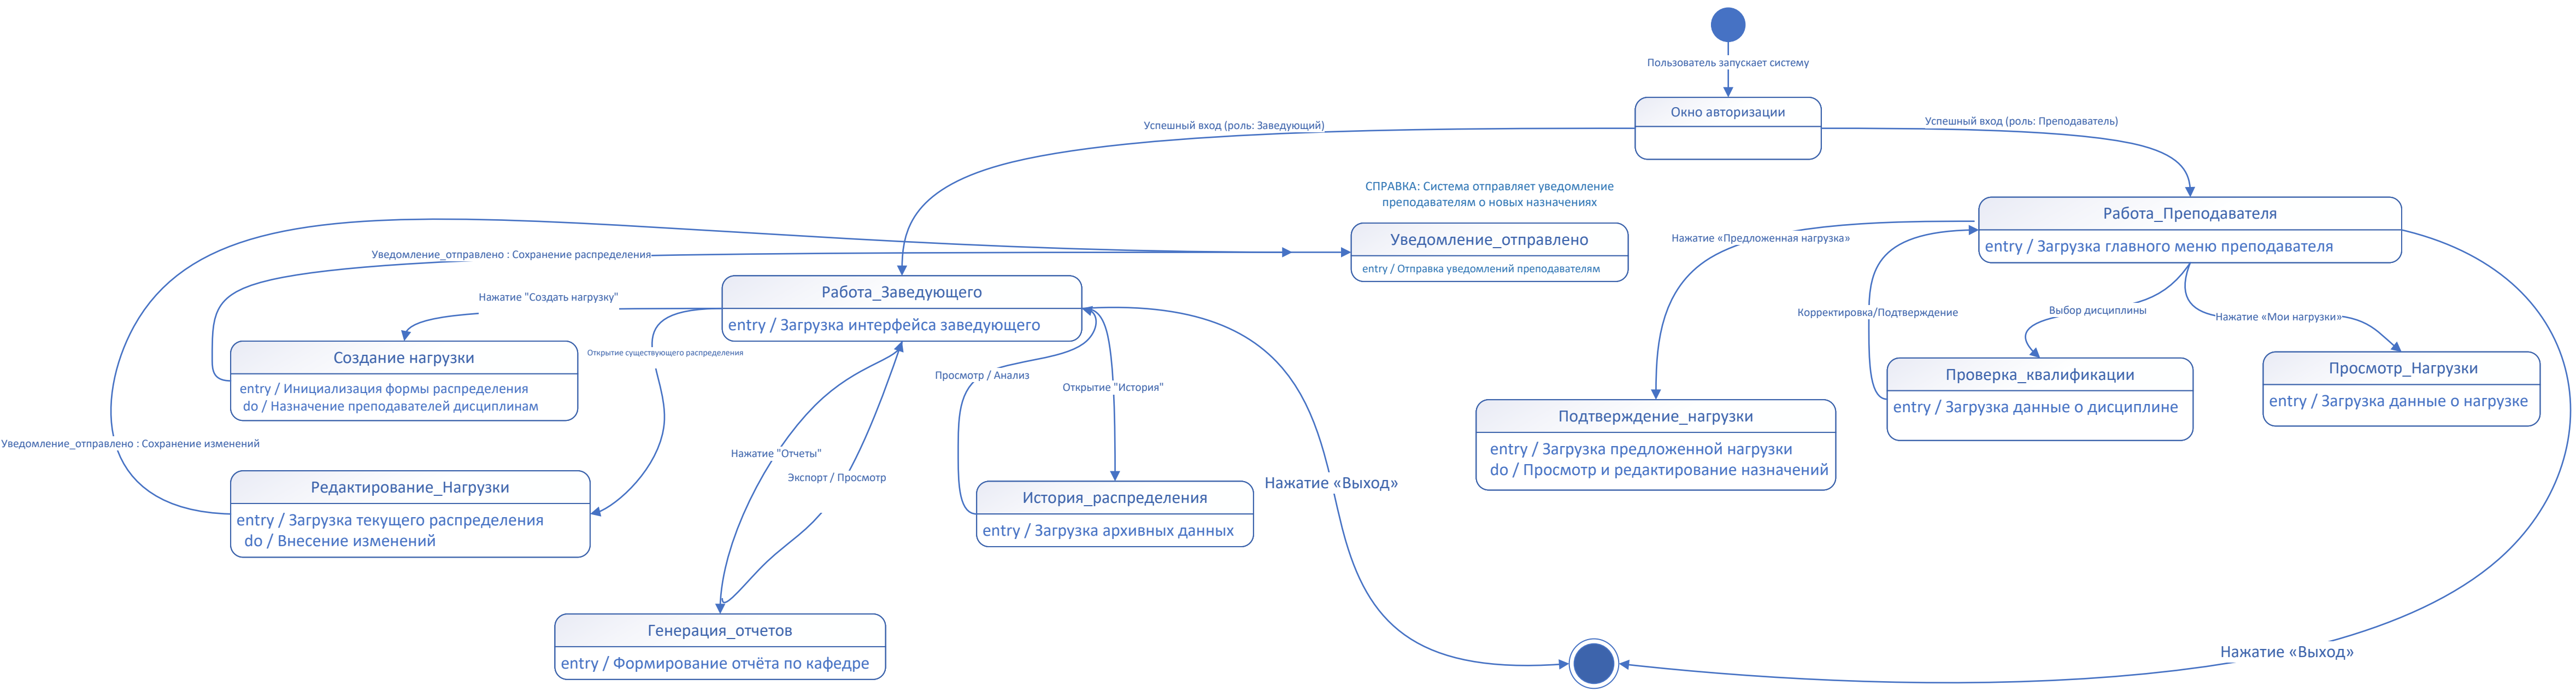 Пользователь запускает систему
Окно авторизации
Успешный вход (роль: Заведующий)
Успешный вход (роль: Преподаватель)
СПРАВКА: Система отправляет уведомление
преподавателям о новых назначениях
Уведомление_отправлено
entry / Отправка уведомлений преподавателям
Работа_Преподавателя
entry / Загрузка главного меню преподавателя
Нажатие «Предложенная нагрузка»
Уведомление_отправлено : Сохранение распределения
Работа_Заведующего
entry / Загрузка интерфейса заведующего
Нажатие "Создать нагрузку"
Корректировка/Подтверждение
Выбор дисциплины
Нажатие «Мои нагрузки»
Создание нагрузки
entry / Инициализация формы распределения
do / Назначение преподавателей дисциплинам
Открытие существующего распределения
Просмотр / Анализ
Открытие "История"
Проверка_квалификации
entry / Загрузка данные о дисциплине
Просмотр_Нагрузки
entry / Загрузка данные о нагрузке
Подтверждение_нагрузки
entry / Загрузка предложенной нагрузки
do / Просмотр и редактирование назначений
Уведомление_отправлено : Сохранение изменений
Нажатие "Отчеты"
Экспорт / Просмотр
Нажатие «Выход»
Редактирование_Нагрузки
entry / Загрузка текущего распределения
do / Внесение изменений
История_распределения
entry / Загрузка архивных данных
Генерация_отчетов
entry / Формирование отчёта по кафедре
Нажатие «Выход»